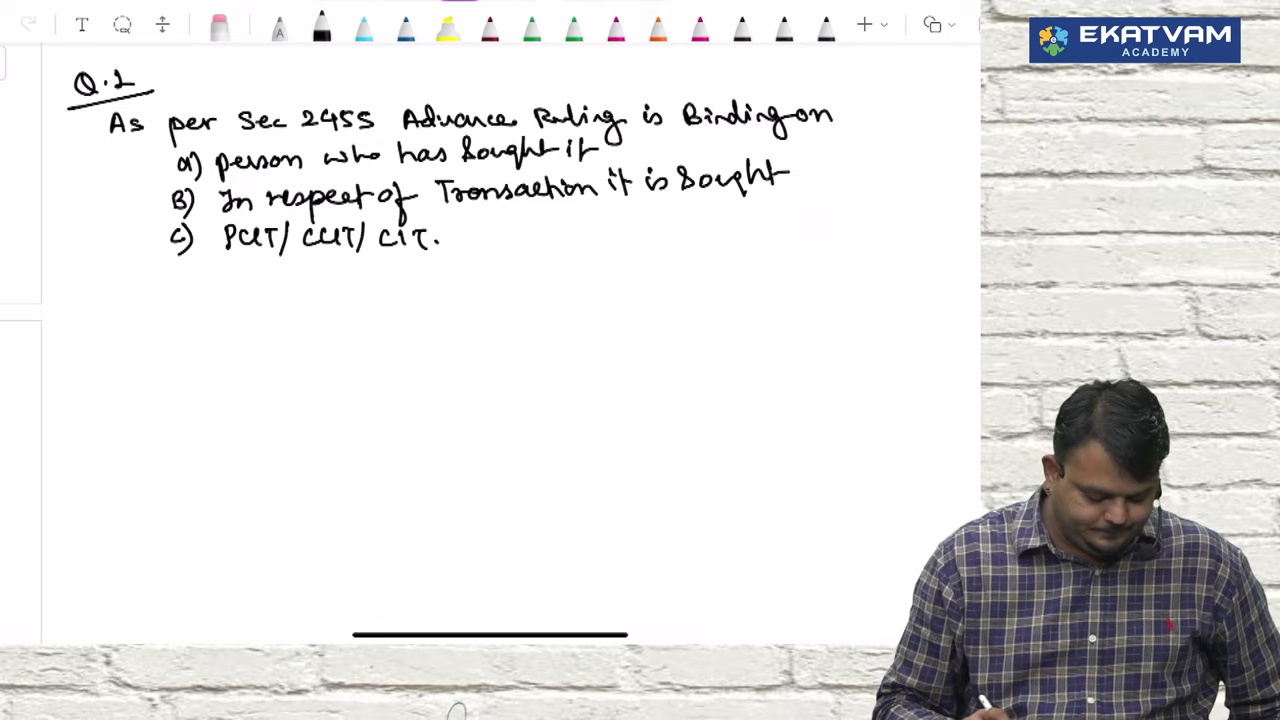 EKATVAM
ACADEMY
Q.1
As per Sec 245S Advance Ruling is Binding on
a) person who has Sought it
B) In respect of Transaction it is Sought
c) PCIT/ CCIT/ CIT.